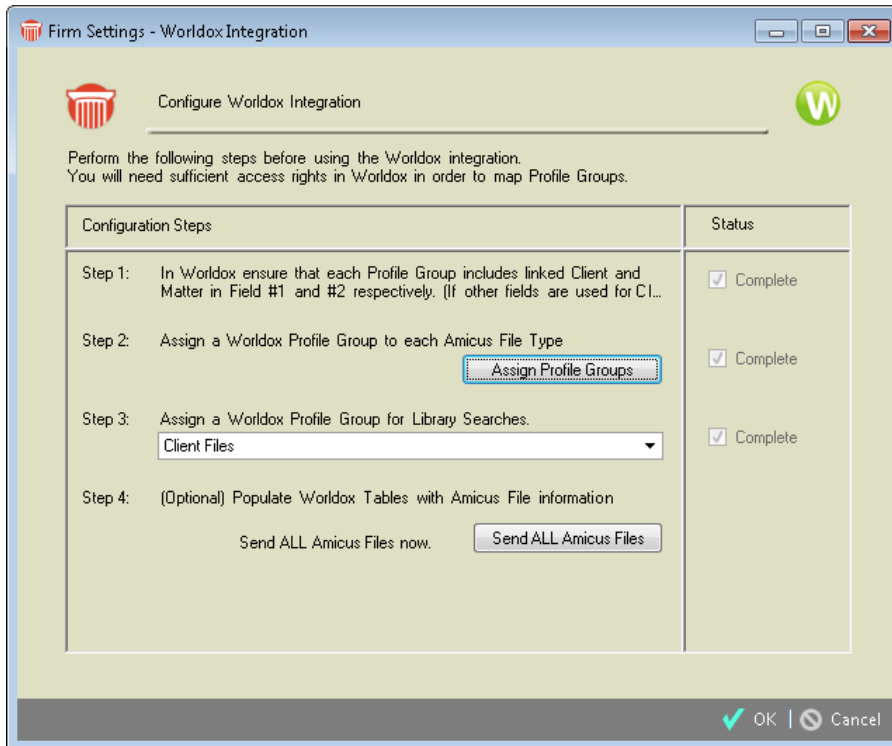 Firm Settings - Worldox Integration
Configure Worldox Integration
W
Perform the following steps before using the Worldox integration.
You will need sufficient access rights in Worldox in order to map Profile Groups.
Configuration Steps
Status
Step 1:
In Worldox ensure that each Profile Group includes linked Client and
Matter in Field #1 and #2 respectively. (If other fields are used for Cl...
Complete
Step 2:
Assign a Worldox Profile Group to each Amicus File Type
Assign Profile Groups
Complete
Step 3:
Assign a Worldox Profile Group for Library Searches.
Client Files
Complete
Step 4:
(Optional) Populate Worldox Tables with Amicus File information
Send ALL Amicus Files now.
Send ALL Amicus Files
OK | Cancel